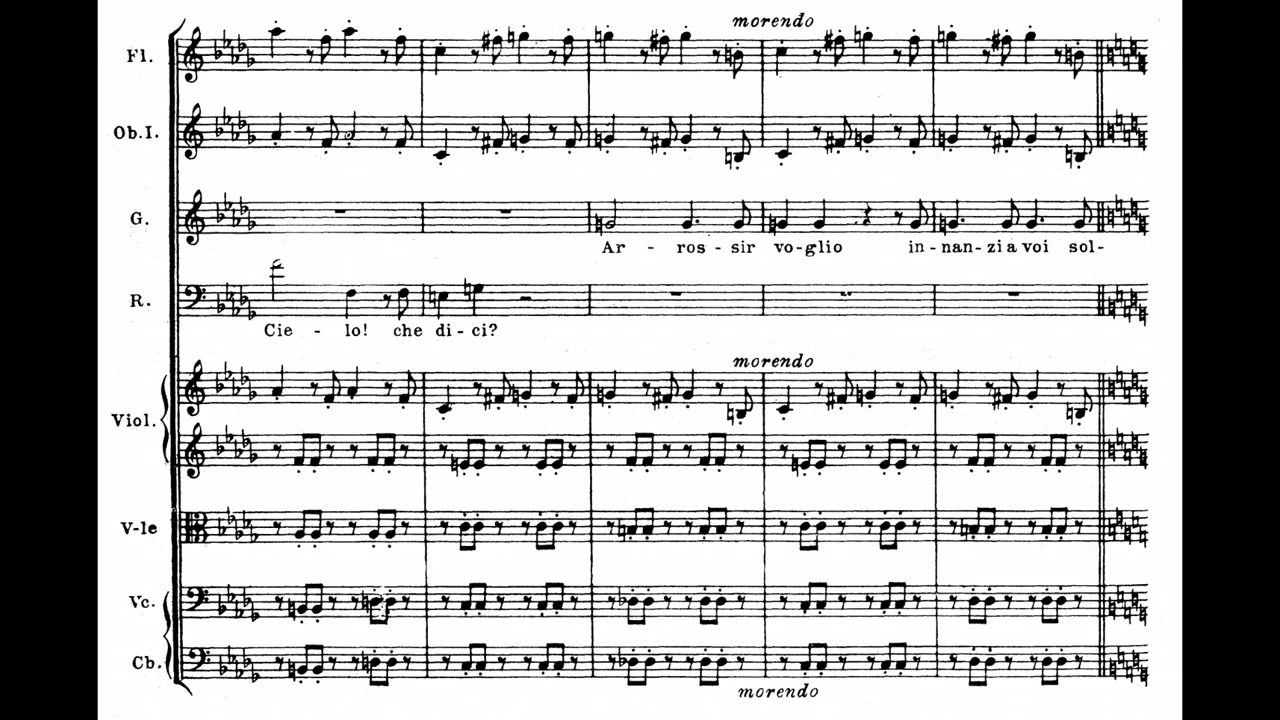 morendo
Fl.
Ob. I.
G.
Ar - ros - sir vo-glio in-nan-zi a voi sol-
R.
Cie - lo! che di - ci?
morendo
Viol.
V-le
Vc.
Cb.
morendo